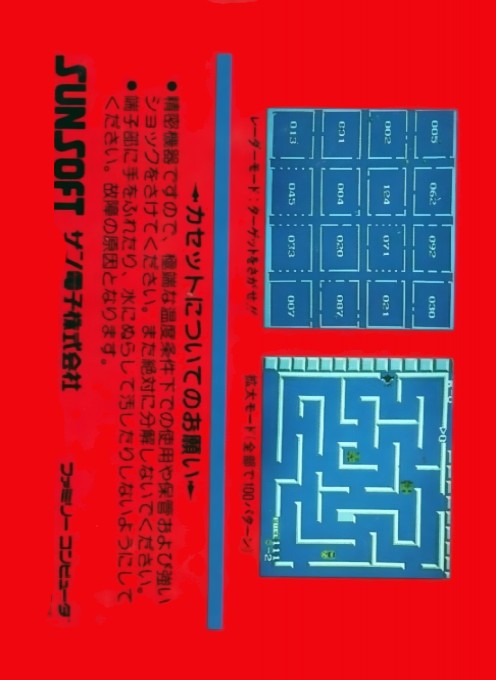 005 062 092 030
002 124 071 021
031 004 020 087
013 045 073 007
レーダーモード：ターゲットをさがせ!!
拡大モード（全部で100パターン）
カセットについてのお願い
● 精密機器ですので、極端な温度条件下での使用や保管および強い
ショックをさけてください。また絶対に分解しないでください。
● 端子部に手をふれたり、水にぬらして汚したりしないようにして
ください。故障の原因となります。
SUNSOFT サン電子株式会社 ファミリー コンピュータ